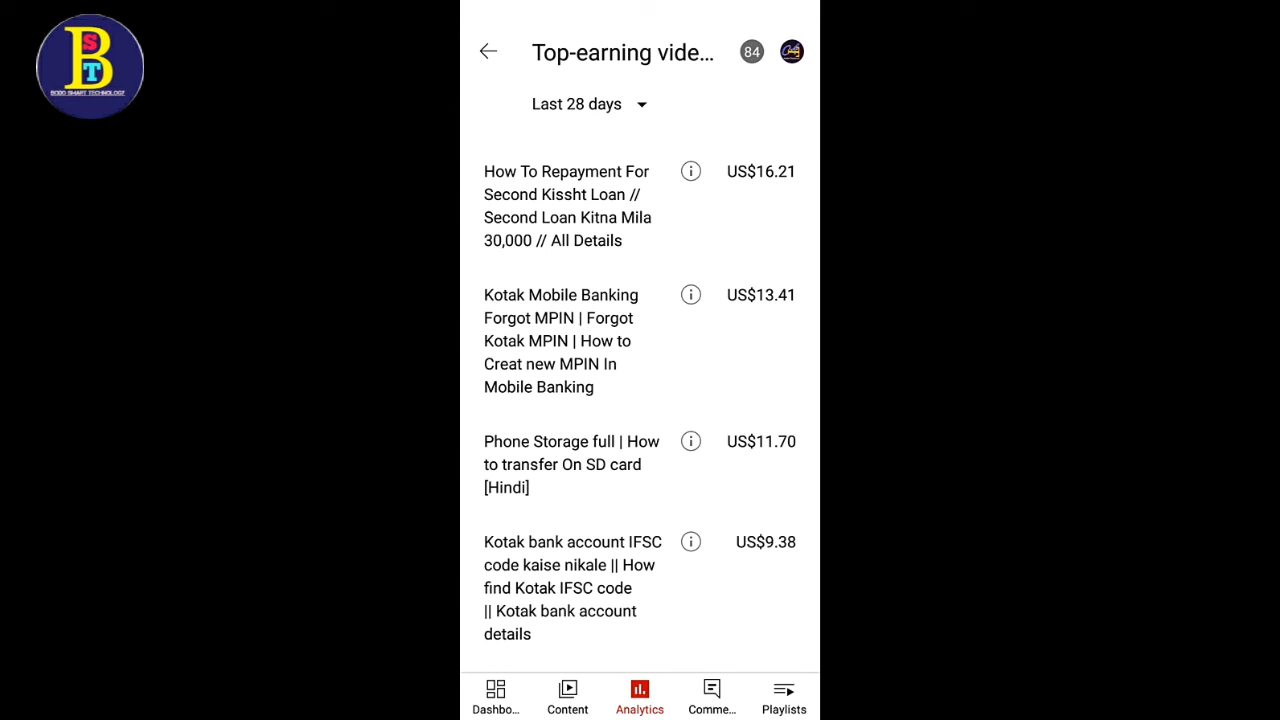 B
S
T
BODO SMART TECHNOLOGY
Top-earning vide...
84
Last 28 days
How To Repayment For
Second Kissht Loan //
Second Loan Kitna Mila
30,000 // All Details
US$16.21
Kotak Mobile Banking
Forgot MPIN | Forgot
Kotak MPIN | How to
Creat new MPIN In
Mobile Banking
US$13.41
Phone Storage full | How
to transfer On SD card
[Hindi]
US$11.70
Kotak bank account IFSC
code kaise nikale || How
find Kotak IFSC code
|| Kotak bank account
details
US$9.38
Dashbo...
Content
Analytics
Comme...
Playlists